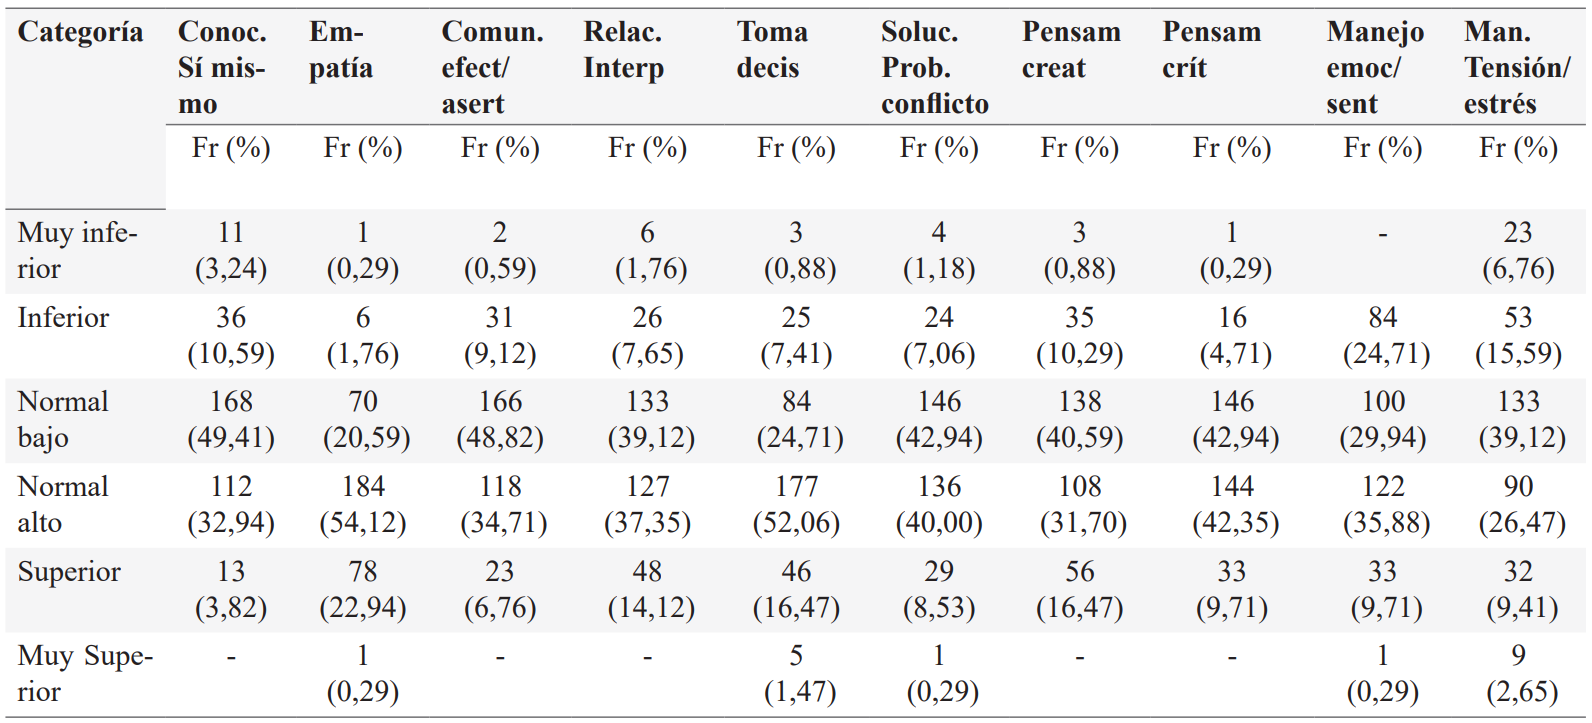 Categoría Conoc. Em- Comun. Relac. Toma Soluc. Pensam Pensam Manejo Man.
Sí mis- patía efect/ Interp decis Prob. creat crít emoc/ Tensión/
mo asert conflicto sent estrés
Fr (%) Fr (%) Fr (%) Fr (%) Fr (%) Fr (%) Fr (%) Fr (%) Fr (%) Fr (%)
Muy infe- 11 1 2 6 3 4 3 1 - 23
rior (3,24) (0,29) (0,59) (1,76) (0,88) (1,18) (0,88) (0,29) (6,76)
Inferior 36 6 31 26 25 24 35 16 84 53
(10,59) (1,76) (9,12) (7,65) (7,41) (7,06) (10,29) (4,71) (24,71) (15,59)
Normal 168 70 166 133 84 146 138 146 100 133
bajo (49,41) (20,59) (48,82) (39,12) (24,71) (42,94) (40,59) (42,94) (29,94) (39,12)
Normal 112 184 118 127 177 136 108 144 122 90
alto (32,94) (54,12) (34,71) (37,35) (52,06) (40,00) (31,70) (42,35) (35,88) (26,47)
Superior 13 78 23 48 46 29 56 33 33 32
(3,82) (22,94) (6,76) (14,12) (16,47) (8,53) (16,47) (9,71) (9,71) (9,41)
Muy Supe- - 1 - - 5 1 - - 1 9
rior (0,29) (1,47) (0,29) (0,29) (2,65)